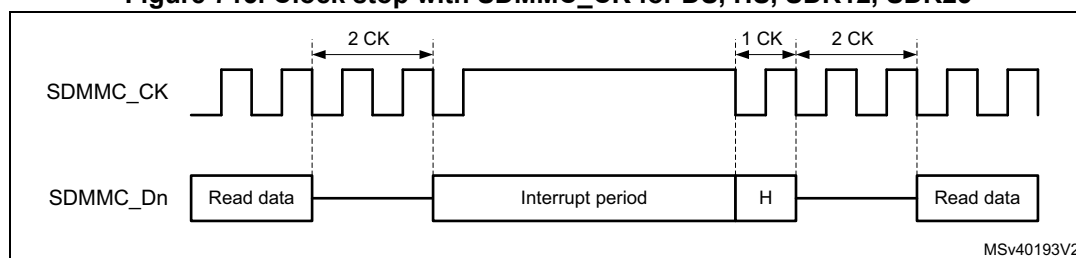 Figure 713. Clock stop with SDMMC_CK for DS, HS, SDR12, SDR25
2 CK
1 CK
2 CK
SDMMC_CK
SDMMC_Dn
Read data
Interrupt period
H
Read data
MSv40193V2